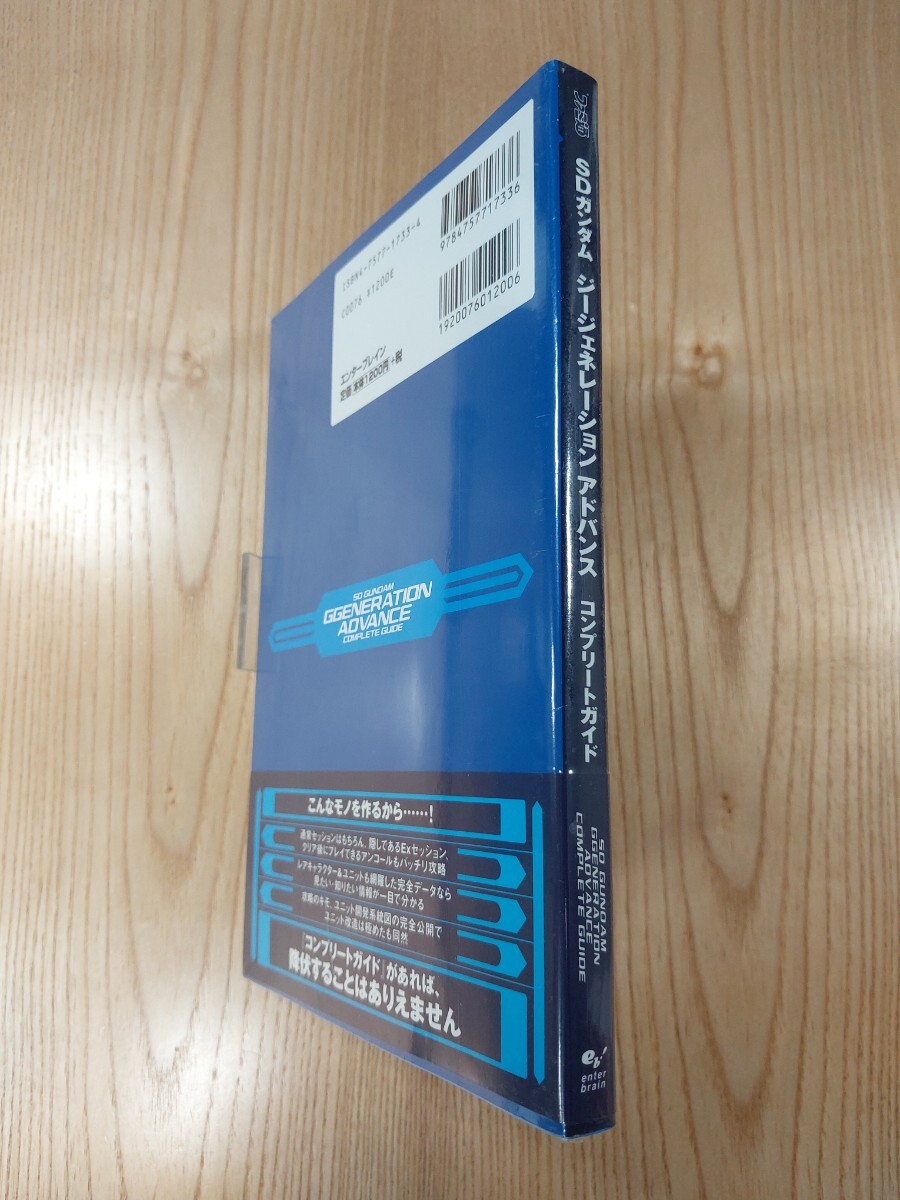 9784757717336
ISBN4-7577-1733-4
C0076 ¥1200E
1920076012006
エンターブレイン
定価 本体1200円+税
SD GUNDAM
GGENERATION
ADVANCE
COMPLETE GUIDE
こんなモノを作るから……!
通常セッションはもちろん、隠してあるExセッション、
クリア後にプレイできるアンコールもバッチリ攻略
レアキャラクター&ユニットも網羅した完全データなら
見たい・知りたい情報が一目で分かる
攻略のキモ、ユニット開発系統図の完全公開で
ユニット改造は極めたも同然
「コンプリートガイド」があれば、
降伏することはありえません
SDガンダム ジージェネレーション アドバンス コンプリートガイド
SD GUNDAM
GGENERATION
ADVANCE
COMPLETE GUIDE
eb!
enter
brain